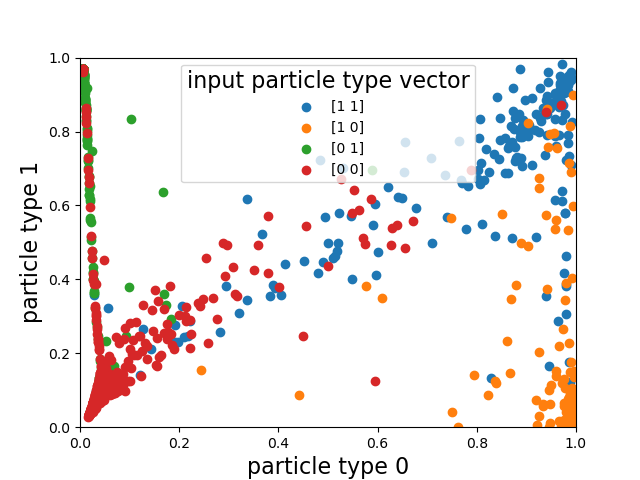 1.0
0.8
0.6
0.4
0.2
0.0
particle type 1
input particle type vector
[1 1]
[1 0]
[0 1]
[0 0]
0.0 0.2 0.4 0.6 0.8 1.0
particle type 0